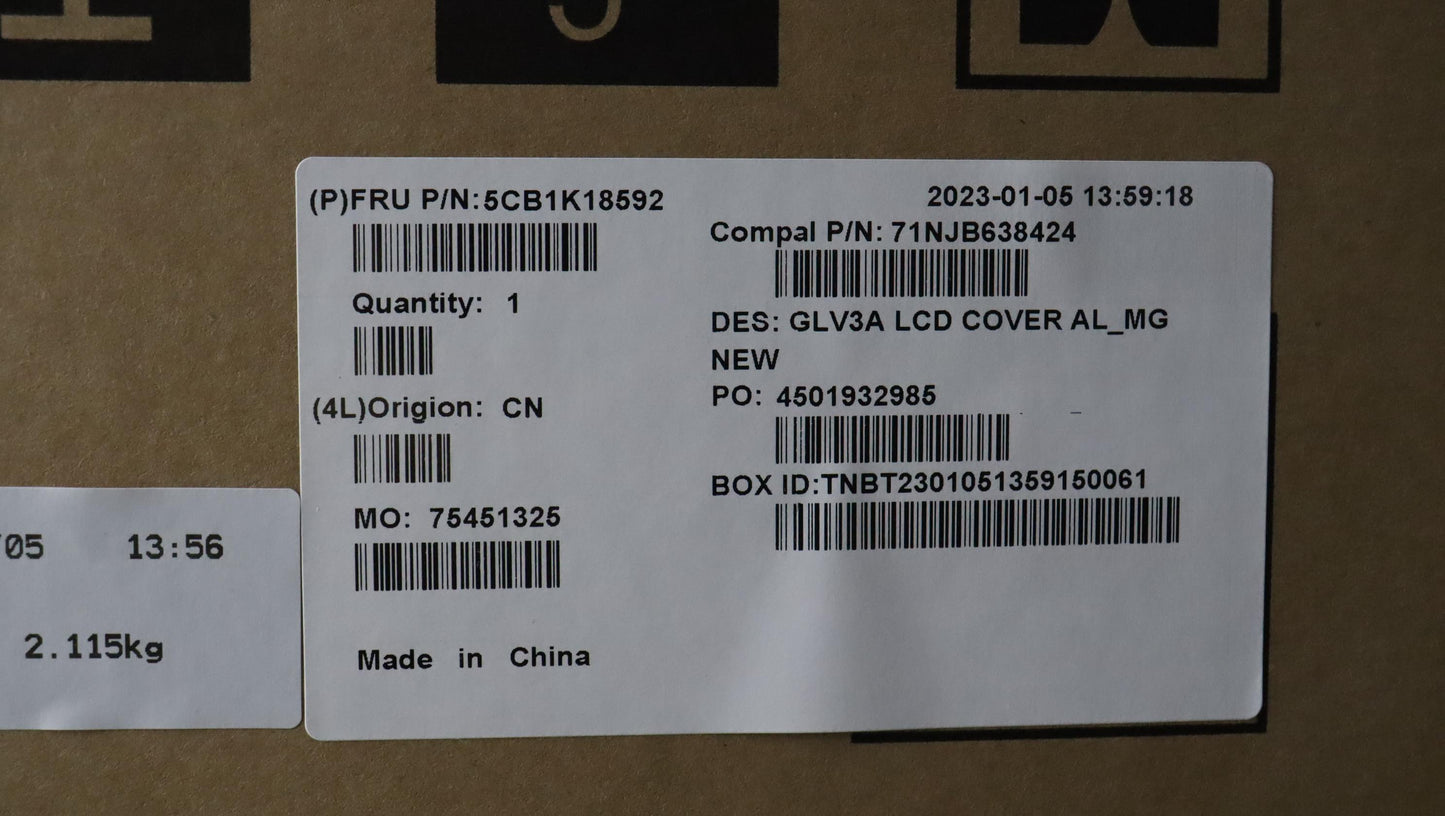 (P)FRU P/N:5CB1K18592
2023-01-05 13:59:18
Compal P/N: 71NJB638424
Quantity: 1
DES: GLV3A LCD COVER AL_MG
NEW
(4L)Origion: CN
PO: 4501932985
BOX ID:TNBT2301051359150061
MO: 75451325
Made in China
/05 13:56
2.115kg